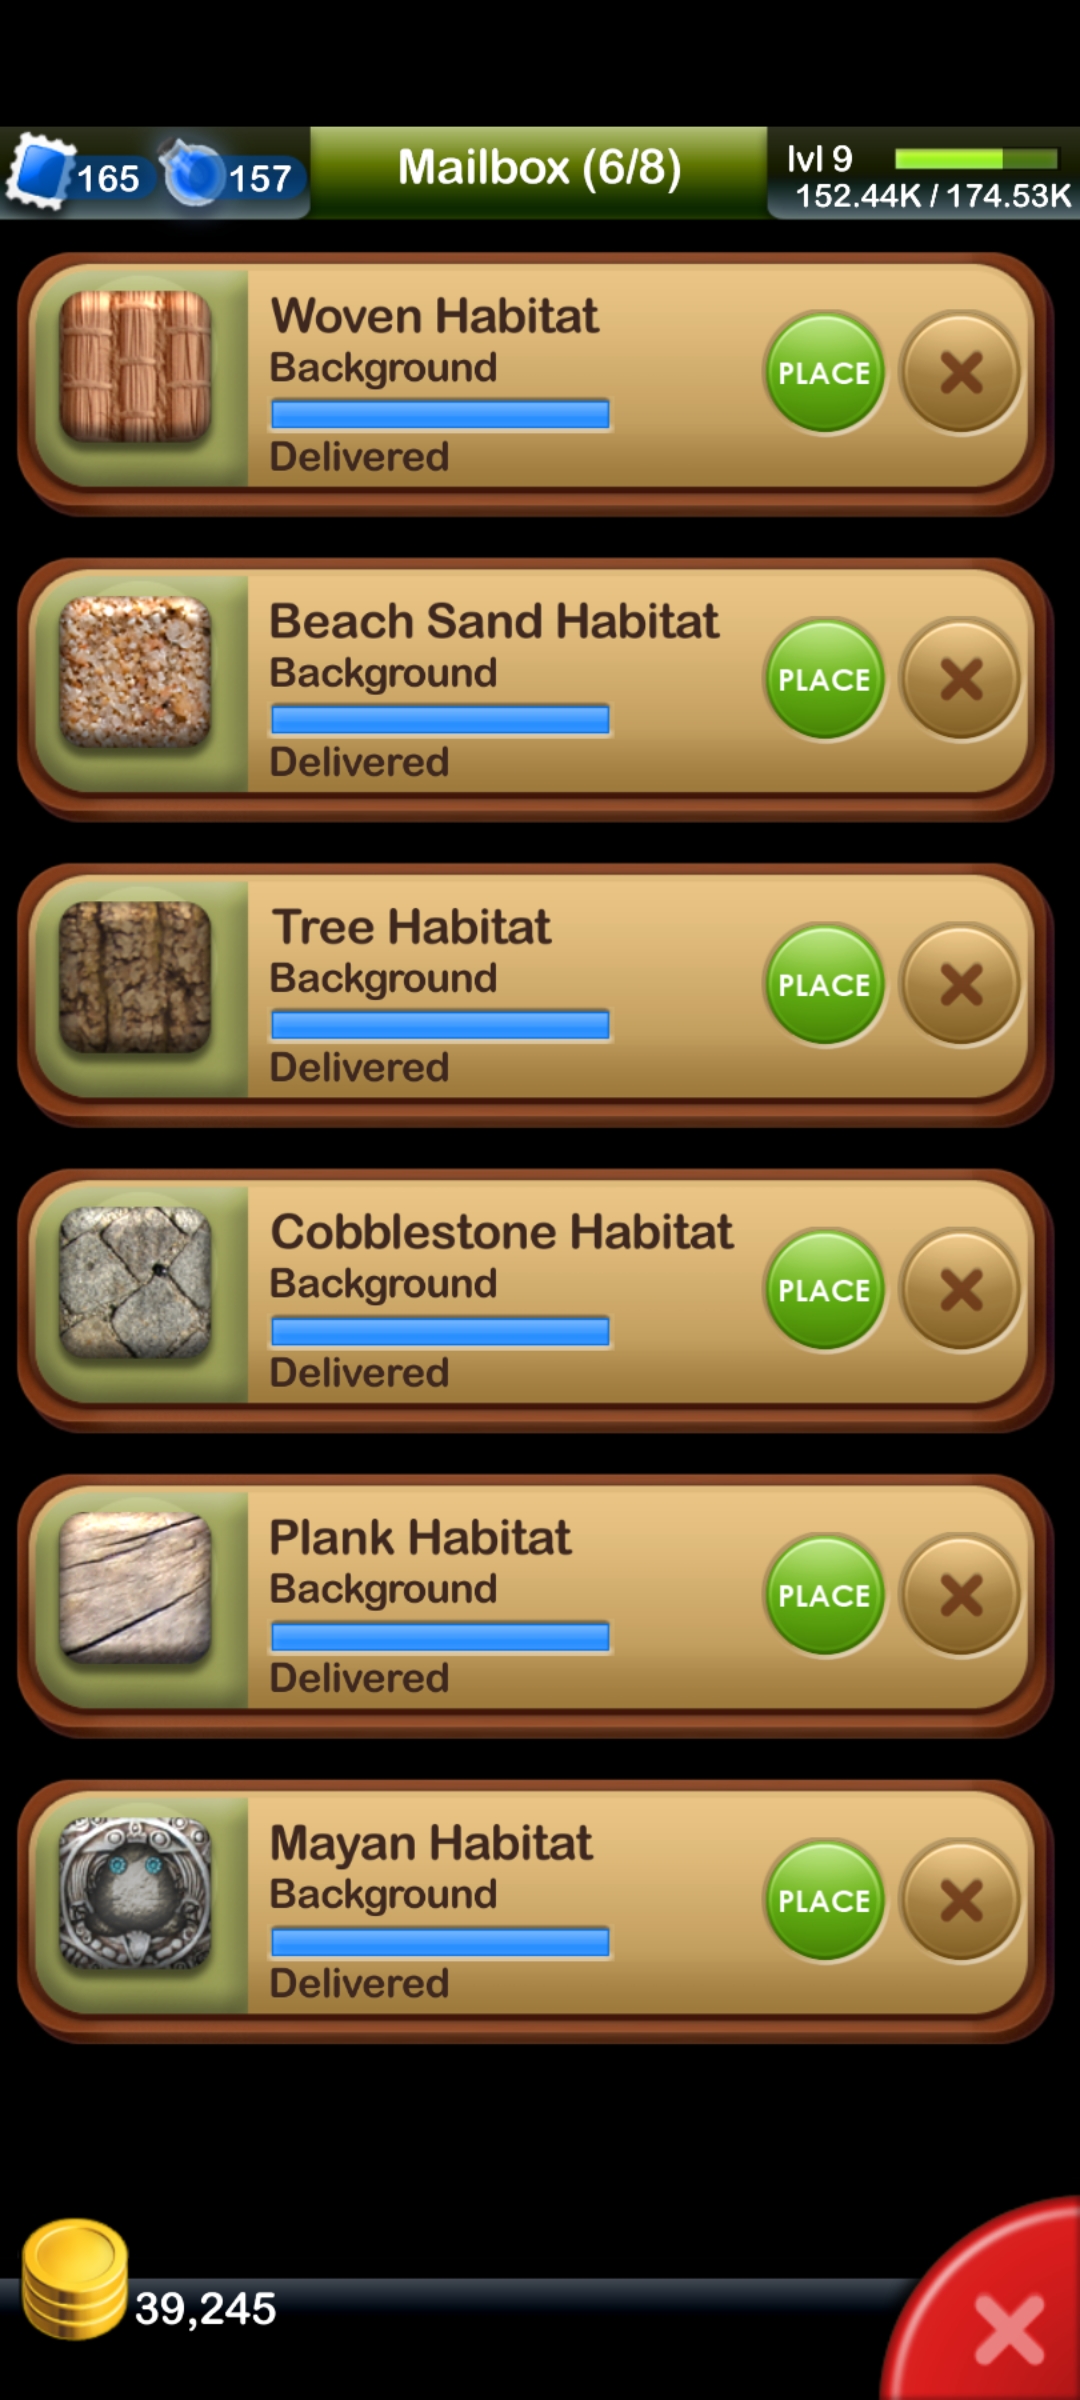 165 157 Mailbox (6/8) lvl 9
152.44K / 174.53K
Woven Habitat
Background
PLACE
Delivered
Beach Sand Habitat
Background
PLACE
Delivered
Tree Habitat
Background
PLACE
Delivered
Cobblestone Habitat
Background
PLACE
Delivered
Plank Habitat
Background
PLACE
Delivered
Mayan Habitat
Background
PLACE
Delivered
39,245